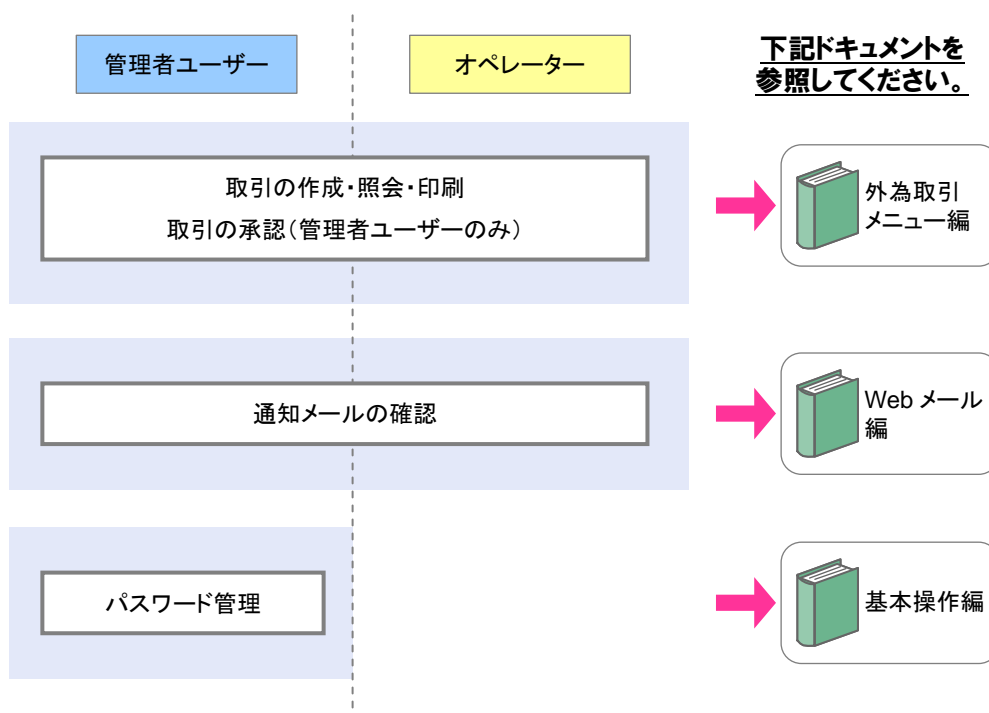 管理者ユーザー
オペレーター
下記ドキュメントを
参照してください。
取引の作成・照会・印刷
取引の承認（管理者ユーザーのみ）
外為取引
メニュー編
通知メールの確認
Web メール
編
パスワード管理
基本操作編